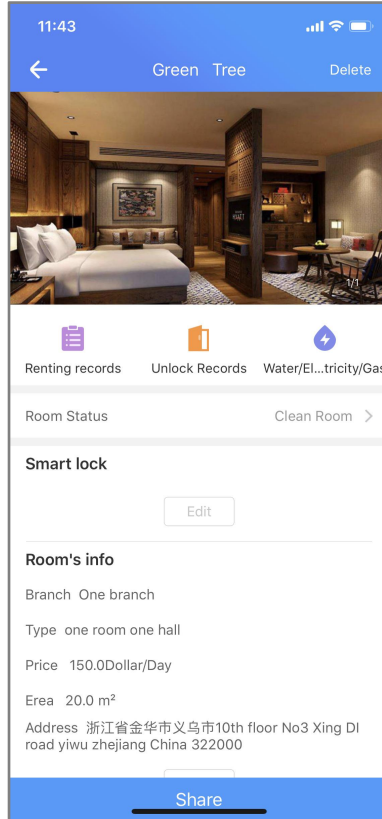 11:43
Green Tree
Delete
HYATT
1/1
Renting records
Unlock Records
Water/El...tricity/Gas
Room Status
Clean Room
Smart lock
Edit
Room's info
Branch One branch
Type one room one hall
Price 150.0Dollar/Day
Erea 20.0 m²
Address 浙江省金华市义乌市10th floor No3 Xing DI
road yiwu zhejiang China 322000
Share